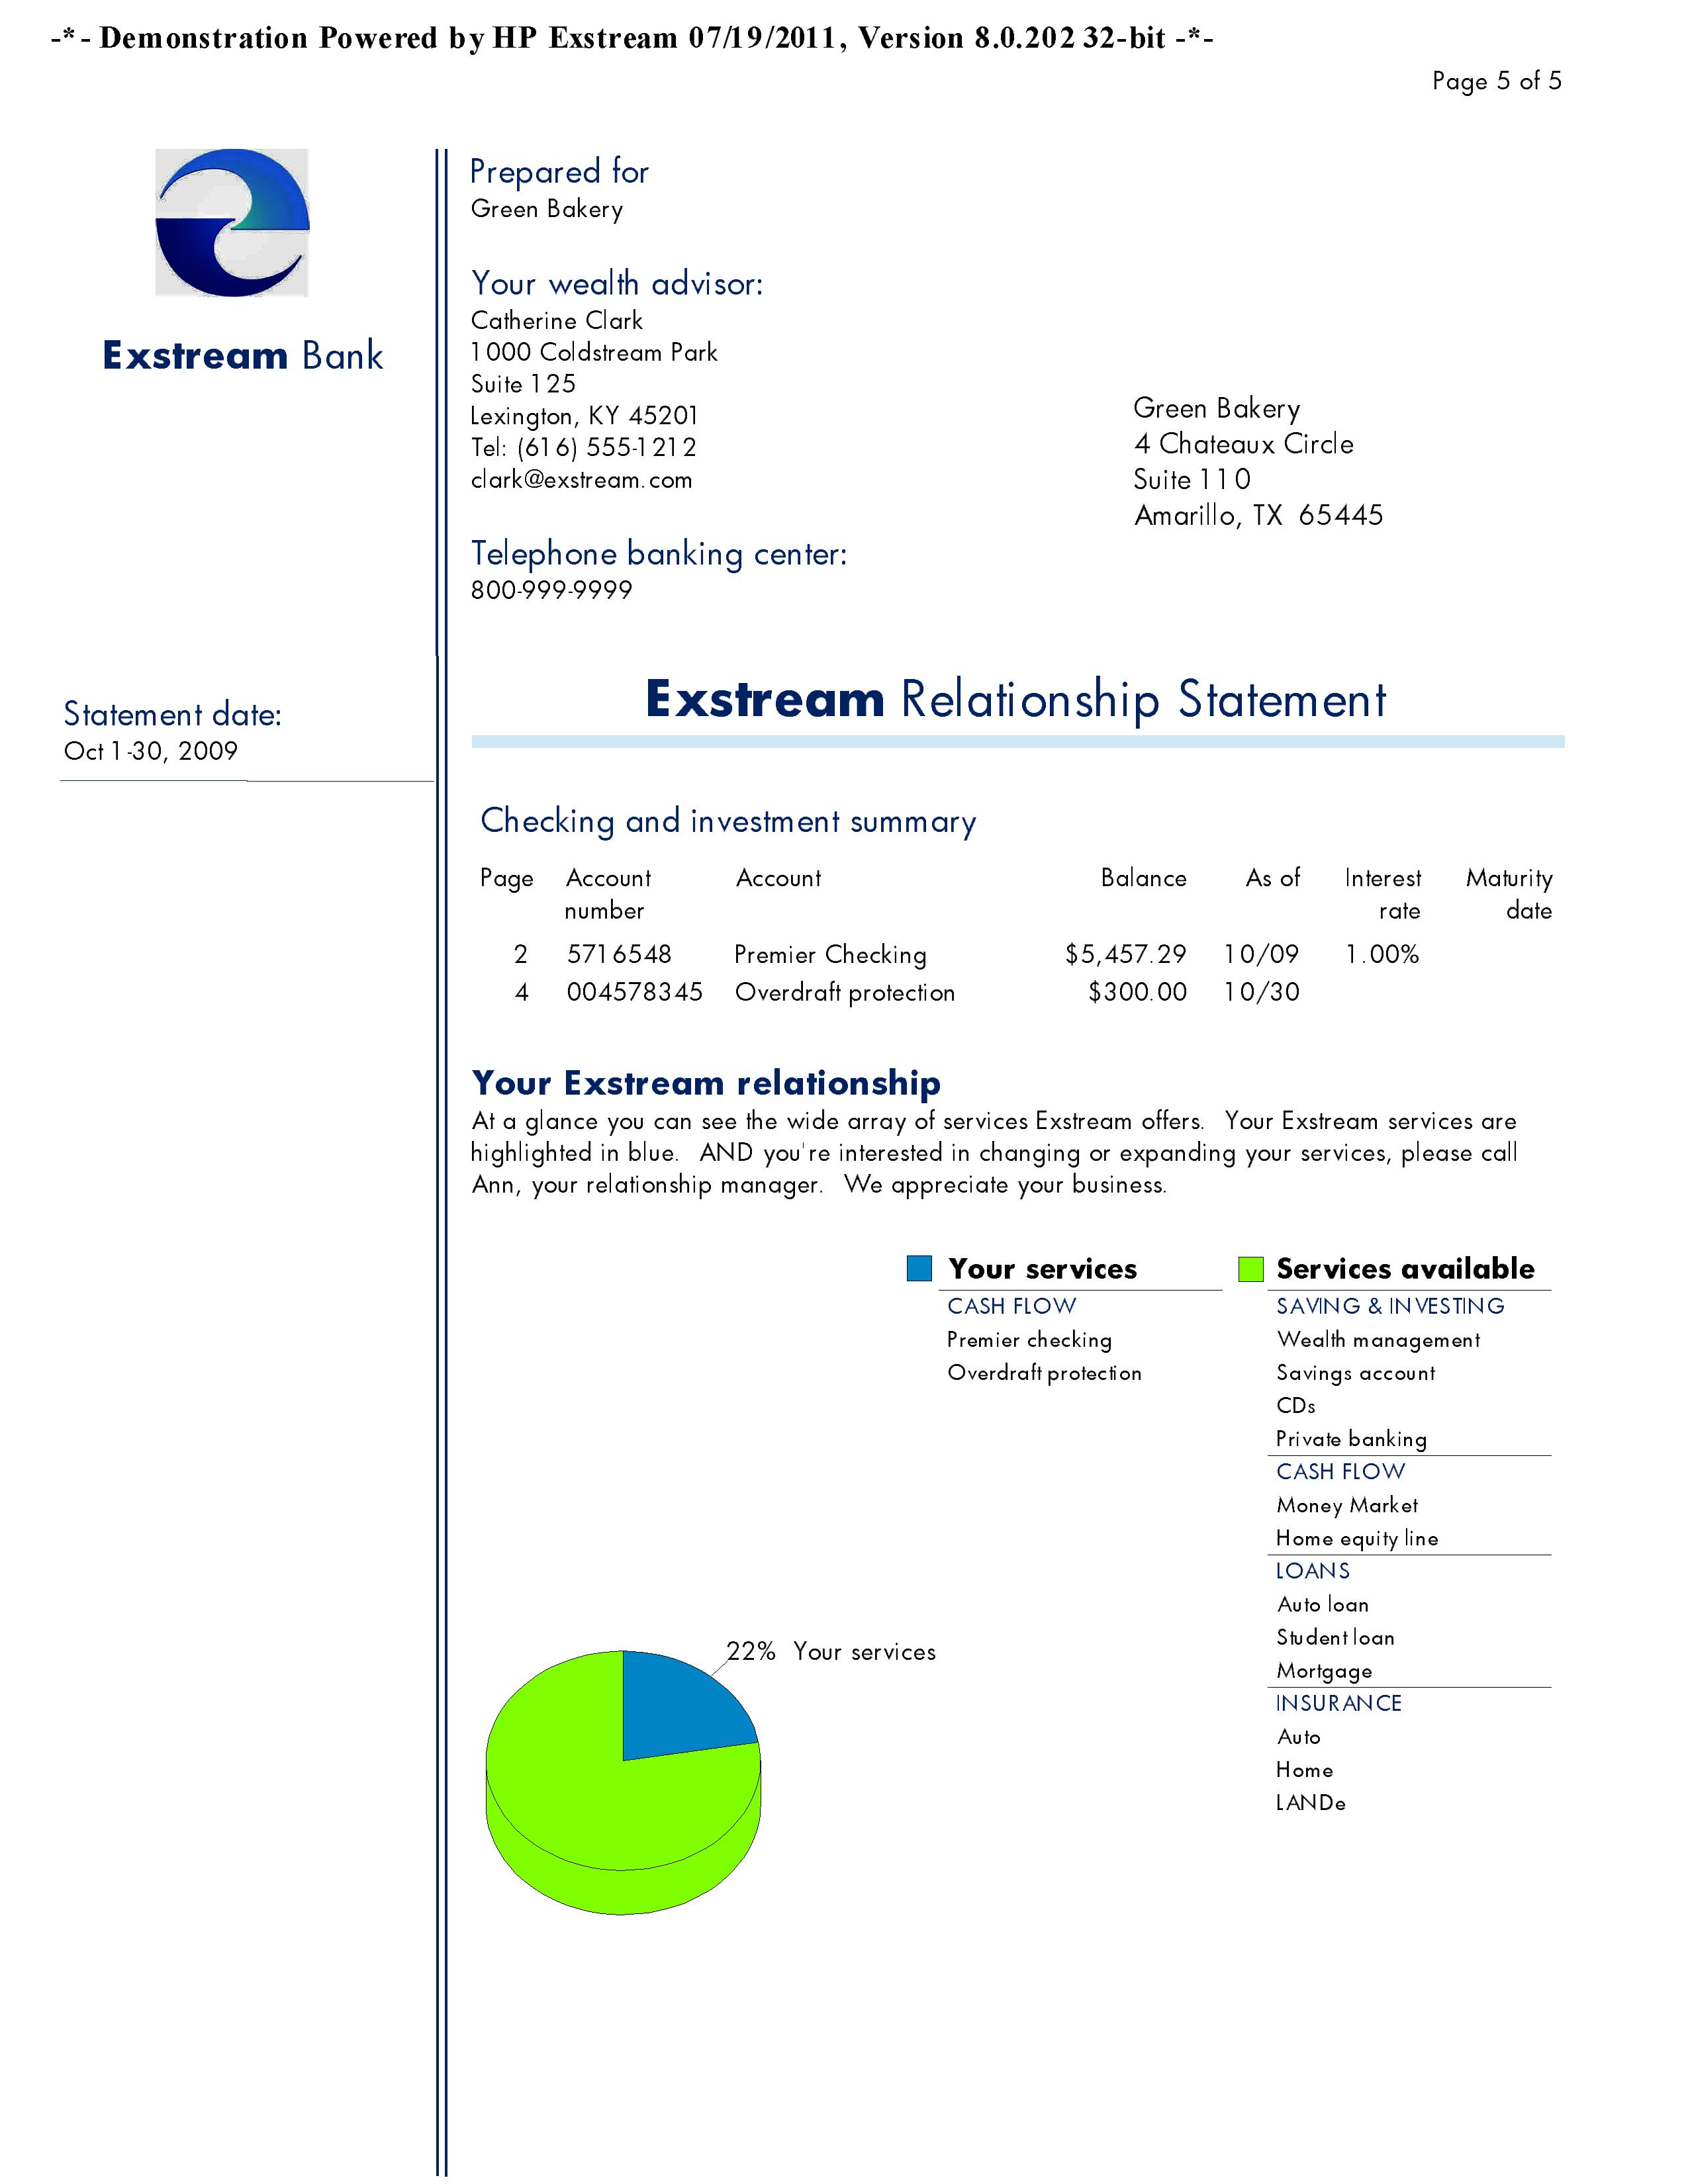 -*- Demonstration Powered by HP Exstream 07/19/2011, Version 8.0.202 32-bit -*-
Page 5 of 5
Exstream Bank
Prepared for
Green Bakery
Your wealth advisor:
Catherine Clark
1000 Coldstream Park
Suite 125
Lexington, KY 45201
Tel: (616) 555-1212
clark@exstream.com
Green Bakery
4 Chateaux Circle
Suite 110
Amarillo, TX 65445
Telephone banking center:
800-999-9999
Statement date:
Oct 1-30, 2009
Exstream Relationship Statement
Checking and investment summary
Page Account Account Balance As of Interest Maturity
number rate date
2 5716548 Premier Checking $5,457.29 10/09 1.00%
4 004578345 Overdraft protection $300.00 10/30
Your Exstream relationship
At a glance you can see the wide array of services Exstream offers. Your Exstream services are
highlighted in blue. AND you're interested in changing or expanding your services, please call
Ann, your relationship manager. We appreciate your business.
Your services
CASH FLOW
Premier checking
Overdraft protection
Services available
SAVING & INVESTING
Wealth management
Savings account
CDs
Private banking
CASH FLOW
Money Market
Home equity line
LOANS
Auto loan
Student loan
Mortgage
INSURANCE
Auto
Home
LANDe
22% Your services